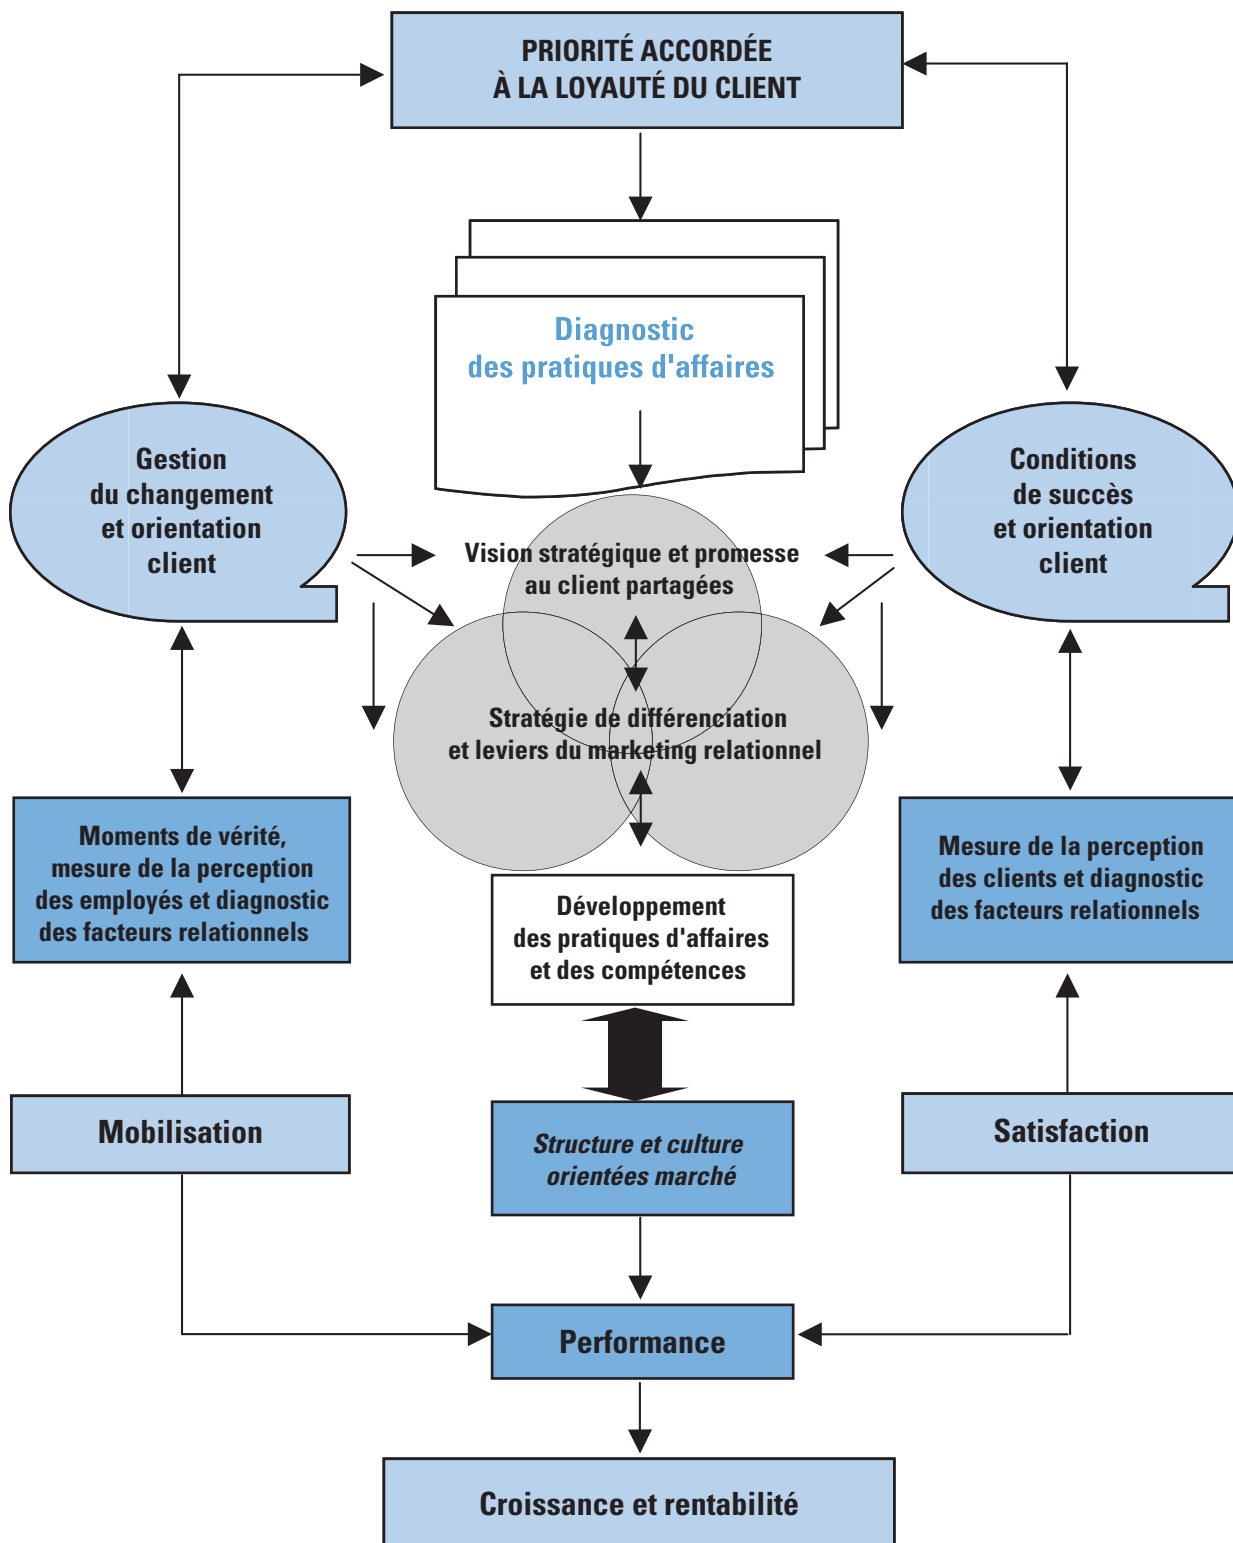 PRIORITÉ ACCORDÉE
À LA LOYAUTÉ DU CLIENT
Diagnostic
des pratiques d'affaires
Gestion
du changement
et orientation
client
Conditions
de succès
et orientation
client
Vision stratégique et promesse
au client partagées
Stratégie de différenciation
et leviers du marketing relationnel
Moments de vérité,
mesure de la perception
des employés et diagnostic
des facteurs relationnels
Mesure de la perception
des clients et diagnostic
des facteurs relationnels
Développement
des pratiques d'affaires
et des compétences
Mobilisation
Satisfaction
Structure et culture
orientées marché
Performance
Croissance et rentabilité